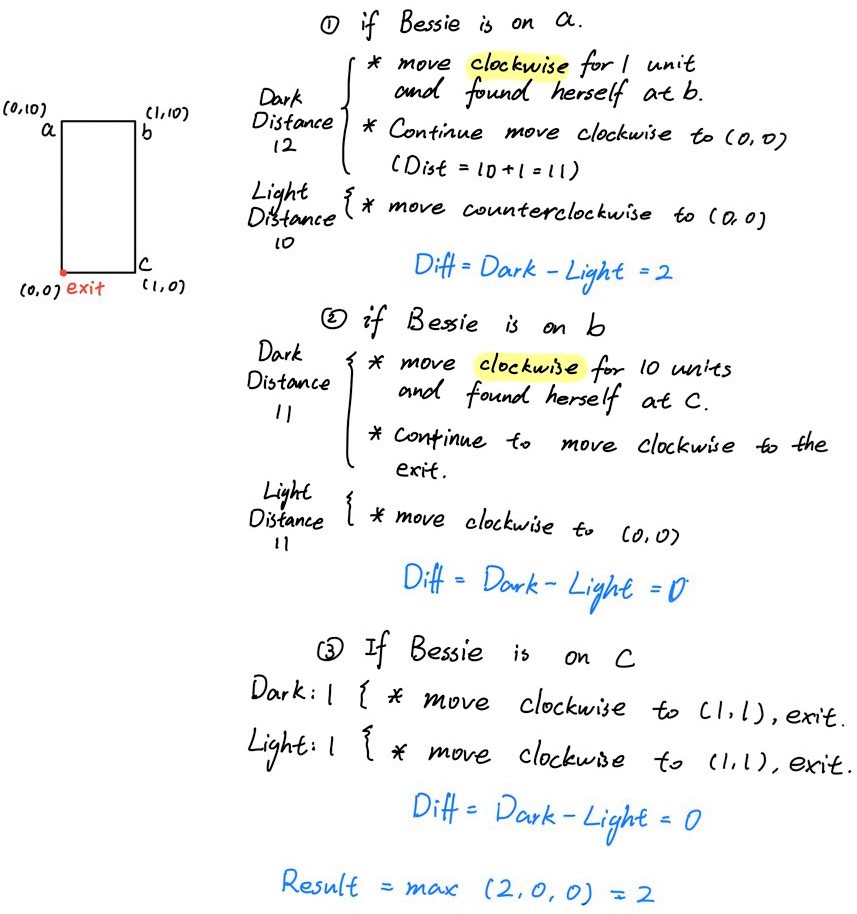 ① if Bessie is on a.
* move clockwise for 1 unit
and found herself at b.
Dark
Distance
12
* Continue move clockwise to (0,0)
(Dist = 10+1=11)
Light
Distance
10
* move counterclockwise to (0,0)
Diff = Dark - Light = 2
(0,10)
(1,10)
a
b
c
(0,0) exit
(1,0)
② if Bessie is on b
Dark
Distance
11
* move clockwise for 10 units
and found herself at C.
* Continue to move clockwise to the
exit.
Light
Distance
11
* move clockwise to (0,0)
Diff = Dark - Light = 0
③ If Bessie is on C
Dark: 1 { * move clockwise to (1,1), exit.
Light: 1 { * move clockwise to (1,1), exit.
Diff = Dark - Light = 0
Result = max (2,0,0) = 2